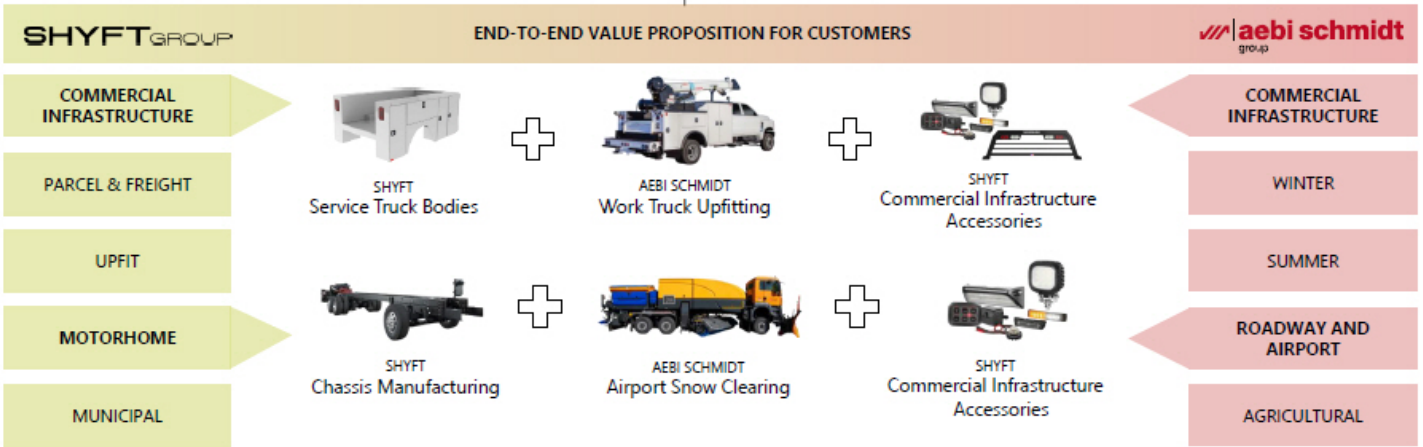 SHYFTGROUP
END-TO-END VALUE PROPOSITION FOR CUSTOMERS
aebi schmidt
group
COMMERCIAL
INFRASTRUCTURE
PARCEL & FREIGHT
UPFIT
MOTORHOME
MUNICIPAL
SHYFT
Service Truck Bodies
AEBI SCHMIDT
Work Truck Upfitting
SHYFT
Commercial Infrastructure
Accessories
SHYFT
Chassis Manufacturing
AEBI SCHMIDT
Airport Snow Clearing
SHYFT
Commercial Infrastructure
Accessories
COMMERCIAL
INFRASTRUCTURE
WINTER
SUMMER
ROADWAY AND
AIRPORT
AGRICULTURAL